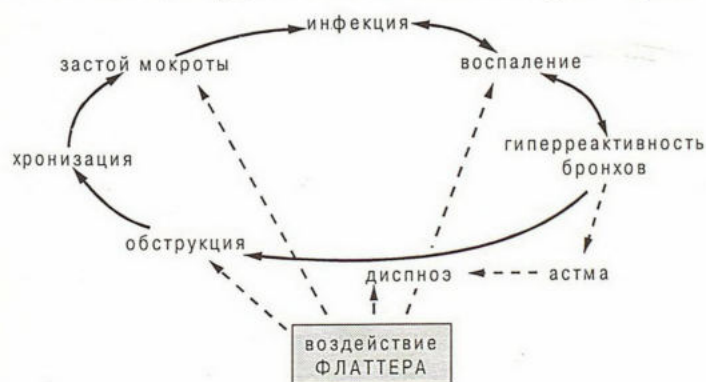 инфекция
застой мокроты
воспаление
хронизация
гиперреактивность
бронхов
обструкция
диспноз
астма
воздействие
ФЛАТТЕРА